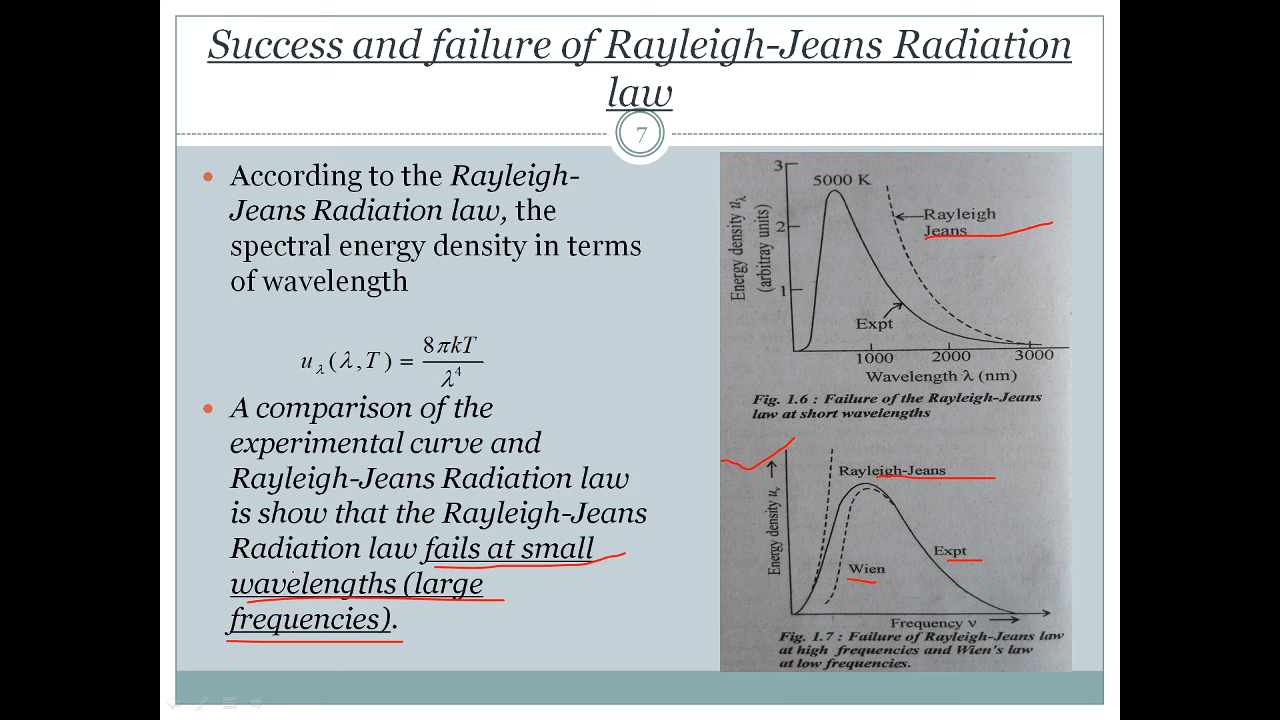 Success and failure of Rayleigh-Jeans Radiation
law
7
According to the Rayleigh-
Jeans Radiation law, the
spectral energy density in terms
of wavelength
u λ (λ, T) = 8πkT / λ⁴
A comparison of the
experimental curve and
Rayleigh-Jeans Radiation law
is show that the Rayleigh-Jeans
Radiation law fails at small
wavelengths (large
frequencies).
3
2
1
Energy density uλ
(arbitray units)
5000 K
Rayleigh
Jeans
Expt
1000 2000 3000
Wavelength λ (nm)
Fig. 1.6 : Failure of the Rayleigh-Jeans
law at short wavelengths
Energy density uν
Rayleigh-Jeans
Expt
Wien
Frequency ν
Fig. 1.7 : Failure of Rayleigh-Jeans law
at high frequencies and Wien's law
at low frequencies.